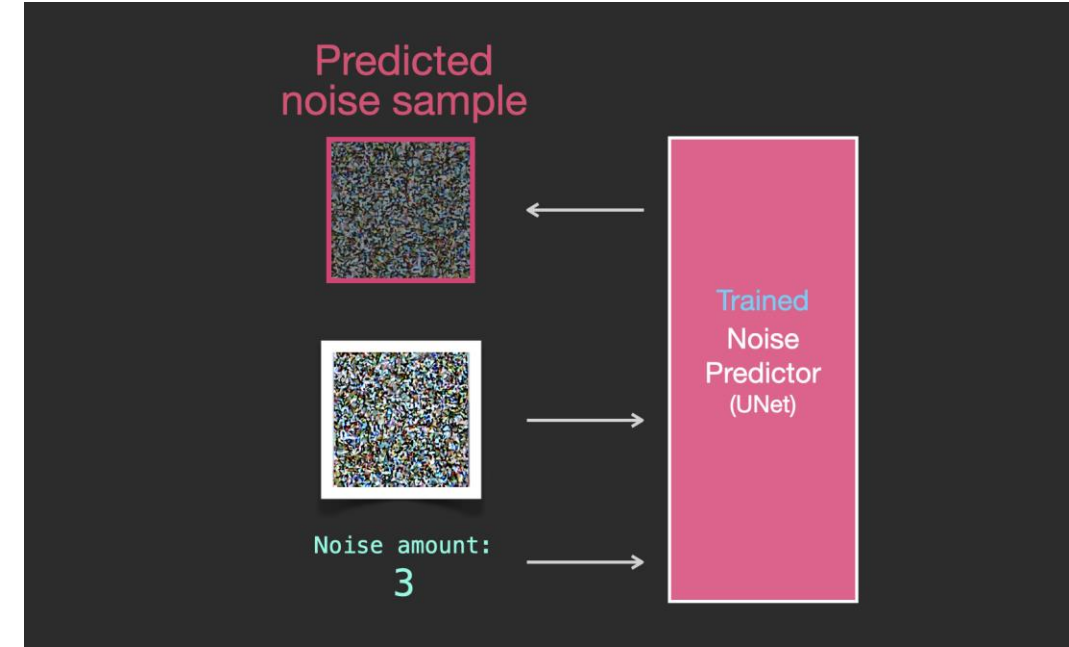 Predicted
noise sample
Trained
Noise
Predictor
(UNet)
Noise amount:
3